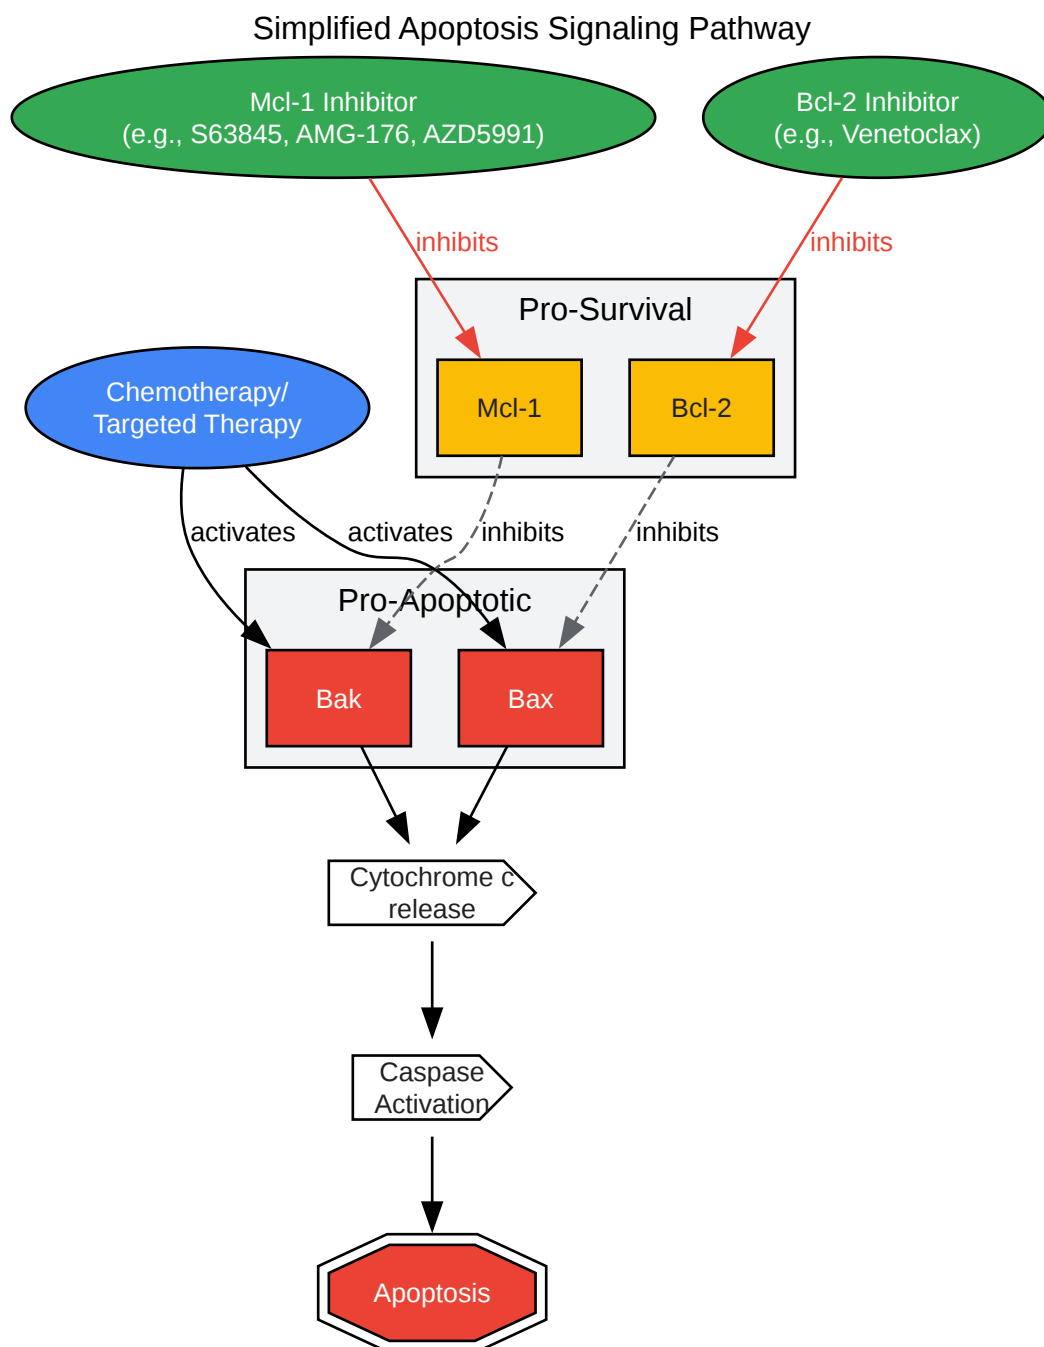 Simplified Apoptosis Signaling Pathway
Mcl-1 Inhibitor
(e.g., S63845, AMG-176, AZD5991)
Bcl-2 Inhibitor
(e.g., Venetoclax)
inhibits
inhibits
Pro-Survival
Mcl-1
Bcl-2
Chemotherapy/
Targeted Therapy
activates
activates
inhibits
inhibits
Pro-Apoptotic
Bak
Bax
Cytochrome c
release
Caspase
Activation
Apoptosis